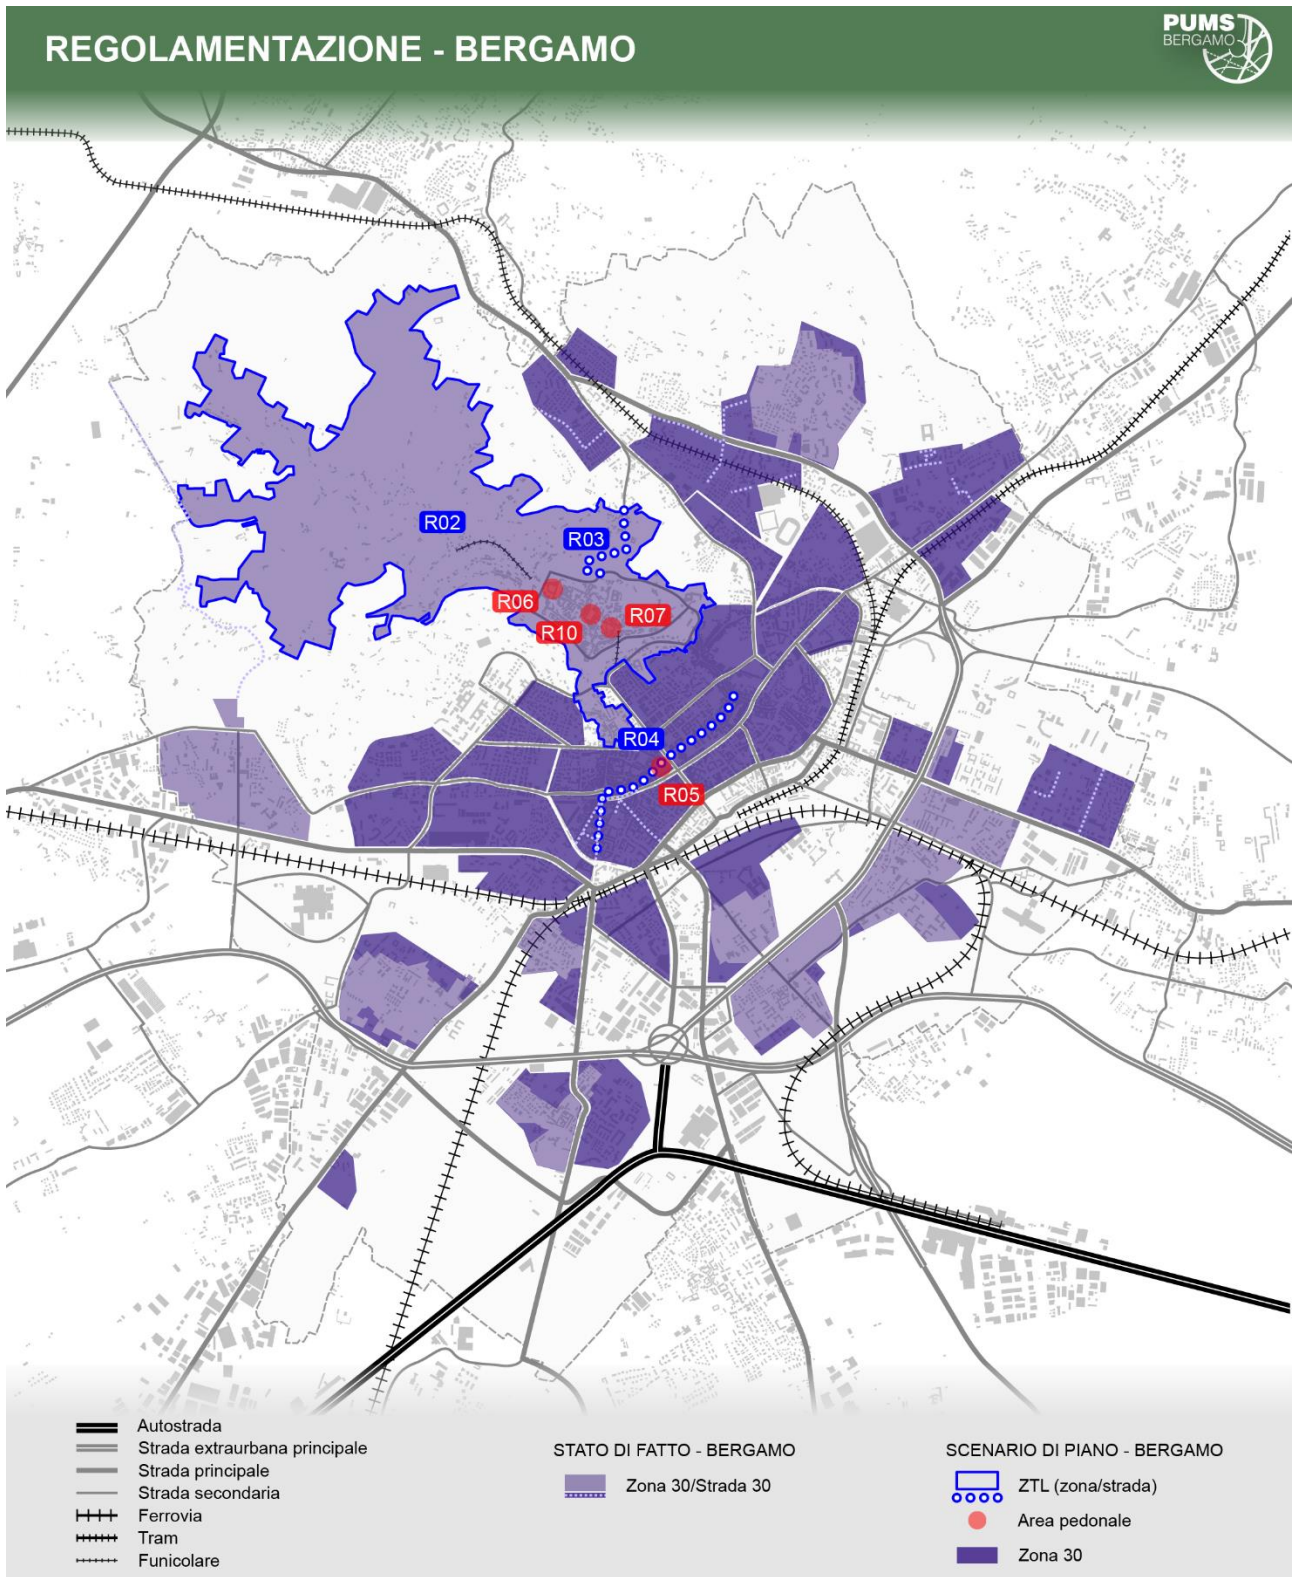 REGOLAMENTAZIONE - BERGAMO
PUMS
BERGAMO
R02
R03
R06
R07
R10
R04
R05
Autostrada
Strada extraurbana principale
Strada principale
Strada secondaria
Ferrovia
Tram
Funicolare
STATO DI FATTO - BERGAMO
Zona 30/Strada 30
SCENARIO DI PIANO - BERGAMO
ZTL (zona/strada)
Area pedonale
Zona 30